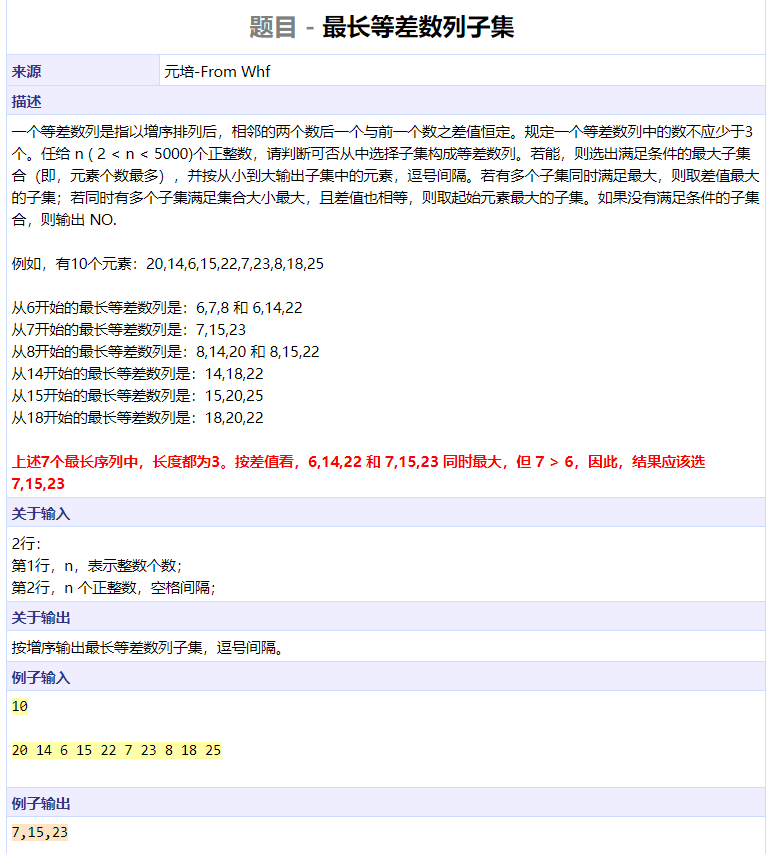 题目 - 最长等差数列子集
来源 元培-From Whf
描述
一个等差数列是指以增序排列后，相邻的两个数后一个与前一个数之差值恒定。规定一个等差数列中的数不应少于3
个。任给 n ( 2 < n < 5000)个正整数，请判断可否从中选择子集构成等差数列。若能，则选出满足条件的最大子集
合（即，元素个数最多），并按从小到大输出子集中的元素，逗号间隔。若有多个子集同时满足最大，则取差值最大
的子集；若同时有多个子集满足集合大小最大，且差值也相等，则取起始元素最大的子集。如果没有满足条件的子集
合，则输出 NO.
例如，有10个元素：20,14,6,15,22,7,23,8,18,25
从6开始的最长等差数列是：6,7,8 和 6,14,22
从7开始的最长等差数列是：7,15,23
从8开始的最长等差数列是：8,14,20 和 8,15,22
从14开始的最长等差数列是：14,18,22
从15开始的最长等差数列是：15,20,25
从18开始的最长等差数列是：18,20,22
上述7个最长序列中，长度都为3。按差值看，6,14,22 和 7,15,23 同时最大，但 7 > 6，因此，结果应该选
7,15,23
关于输入
2行：
第1行，n，表示整数个数；
第2行，n 个正整数，空格间隔；
关于输出
按增序输出最长等差数列子集，逗号间隔。
例子输入
10
20 14 6 15 22 7 23 8 18 25
例子输出
7,15,23